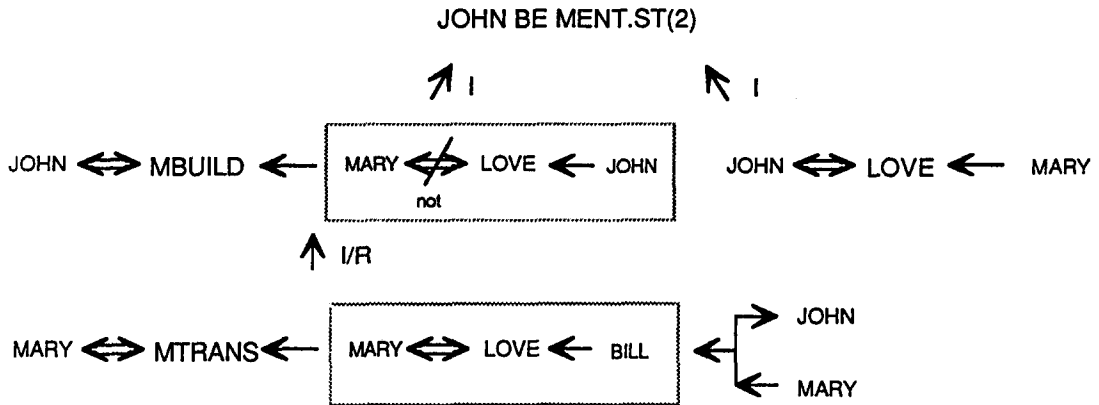 JOHN BE MENT.ST(2)
I I
JOHN MBUILD MARY LOVE JOHN JOHN LOVE MARY
not
I/R
JOHN
MARY MTRANS MARY LOVE BILL
MARY